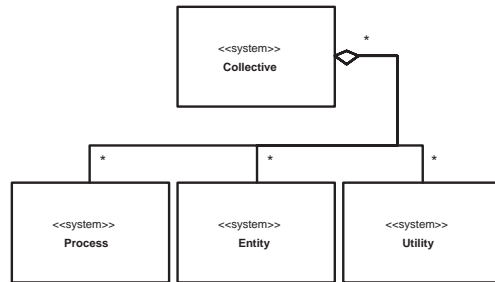 <<system>>
Collective
*
* * *
<<system>> <<system>> <<system>>
Process Entity Utility